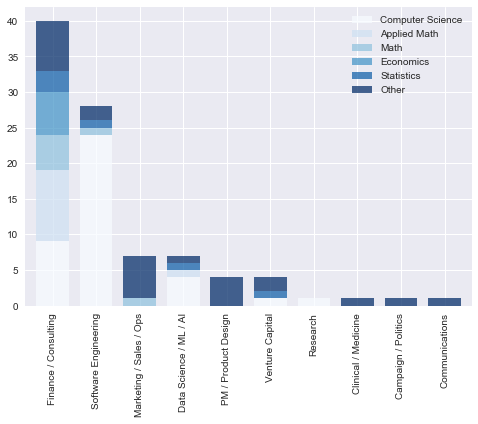 40
35
30
25
20
15
10
5
0
Computer Science
Applied Math
Math
Economics
Statistics
Other
Finance / Consulting
Software Engineering
Marketing / Sales / Ops
Data Science / ML / AI
PM / Product Design
Venture Capital
Research
Clinical / Medicine
Campaign / Politics
Communications